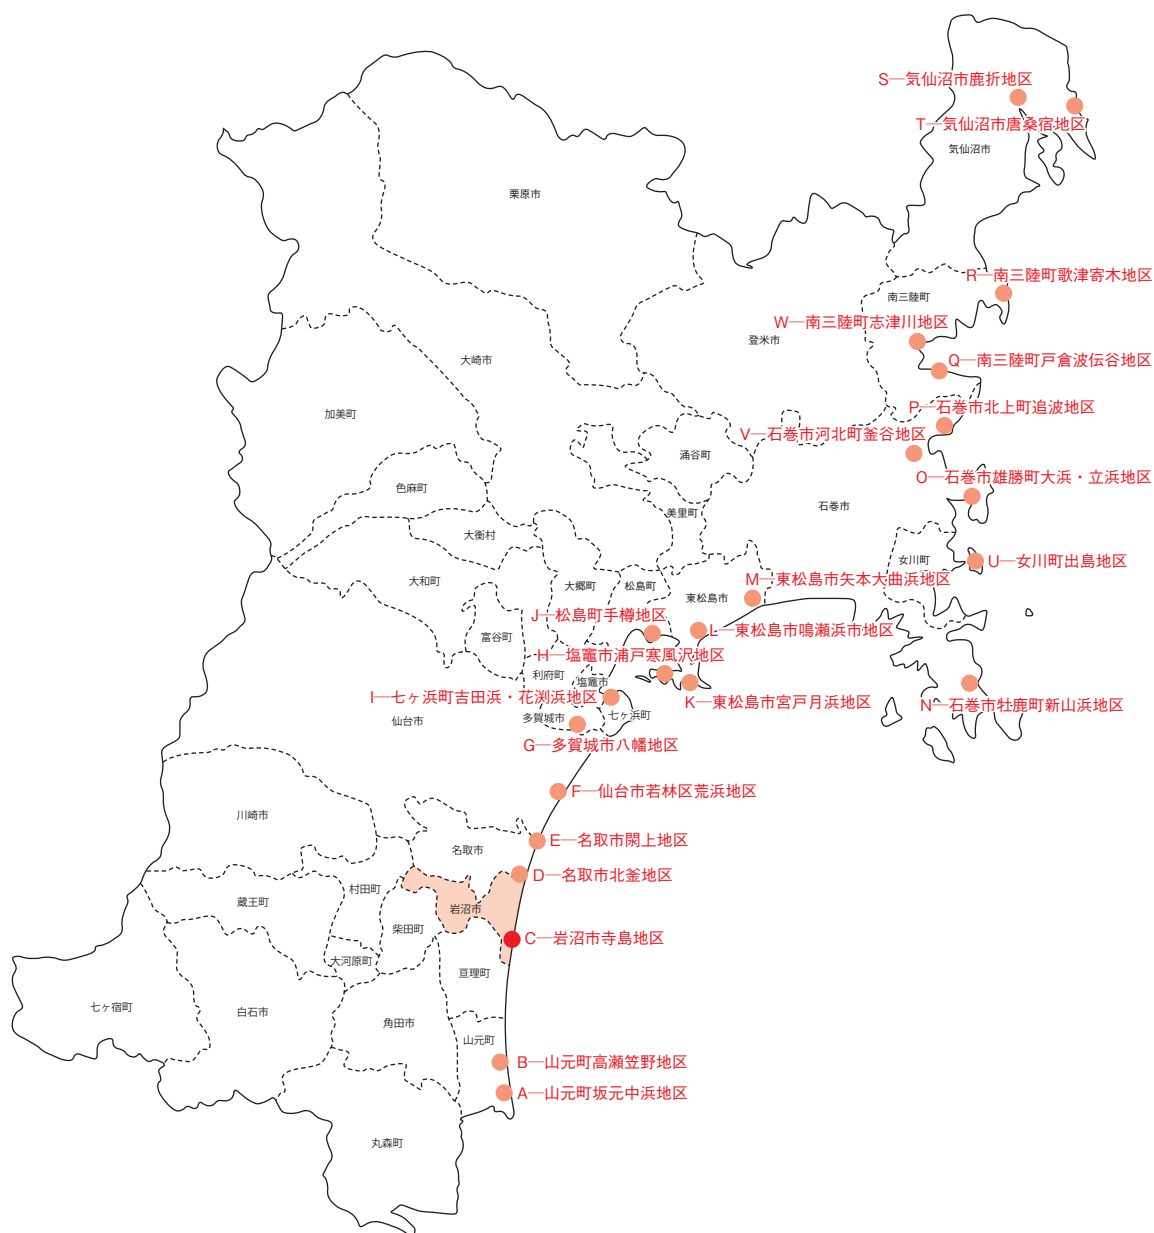 S―気仙沼市鹿折地区
T―気仙沼市唐桑宿地区
気仙沼市
栗原市
R―南三陸町歌津寄木地区
南三陸町
W―南三陸町志津川地区
登米市
大崎市
Q―南三陸町戸倉波伝谷地区
加美町
P―石巻市北上町追波地区
V―石巻市河北町釜谷地区
涌谷町
O―石巻市雄勝町大浜・立浜地区
色麻町
石巻市
美里町
大衡村
女川町
U―女川町出島地区
大和町
大郷町
松島町
M―東松島市矢本大曲浜地区
東松島市
J―松島町手樽地区
L―東松島市鳴瀬浜市地区
富谷町
H―塩竈市浦戸寒風沢地区
利府町
塩竈市
I―七ヶ浜町吉田浜・花渕浜地区
K―東松島市宮戸月浜地区
N―石巻市牡鹿町新山浜地区
仙台市
多賀城市
七ヶ浜町
G―多賀城市八幡地区
F―仙台市若林区荒浜地区
川崎市
E―名取市閖上地区
名取市
D―名取市北釜地区
村田町
蔵王町
岩沼市
柴田町
C―岩沼市寺島地区
大河原町
亘理町
七ヶ宿町
白石市
角田市
山元町
B―山元町高瀬笠野地区
A―山元町坂元中浜地区
丸森町